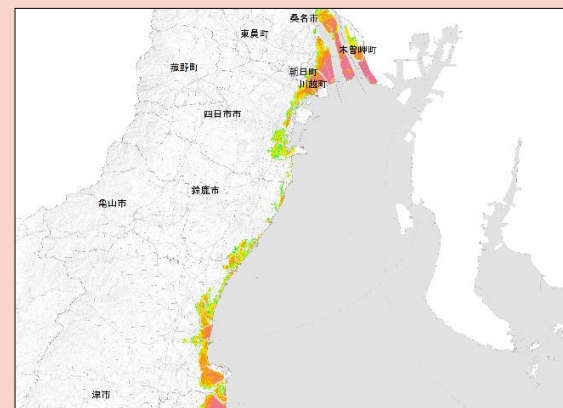 桑名市
東員町
木曽岬町
菰野町
朝日町
川越町
四日市市
鈴鹿市
亀山市
津市